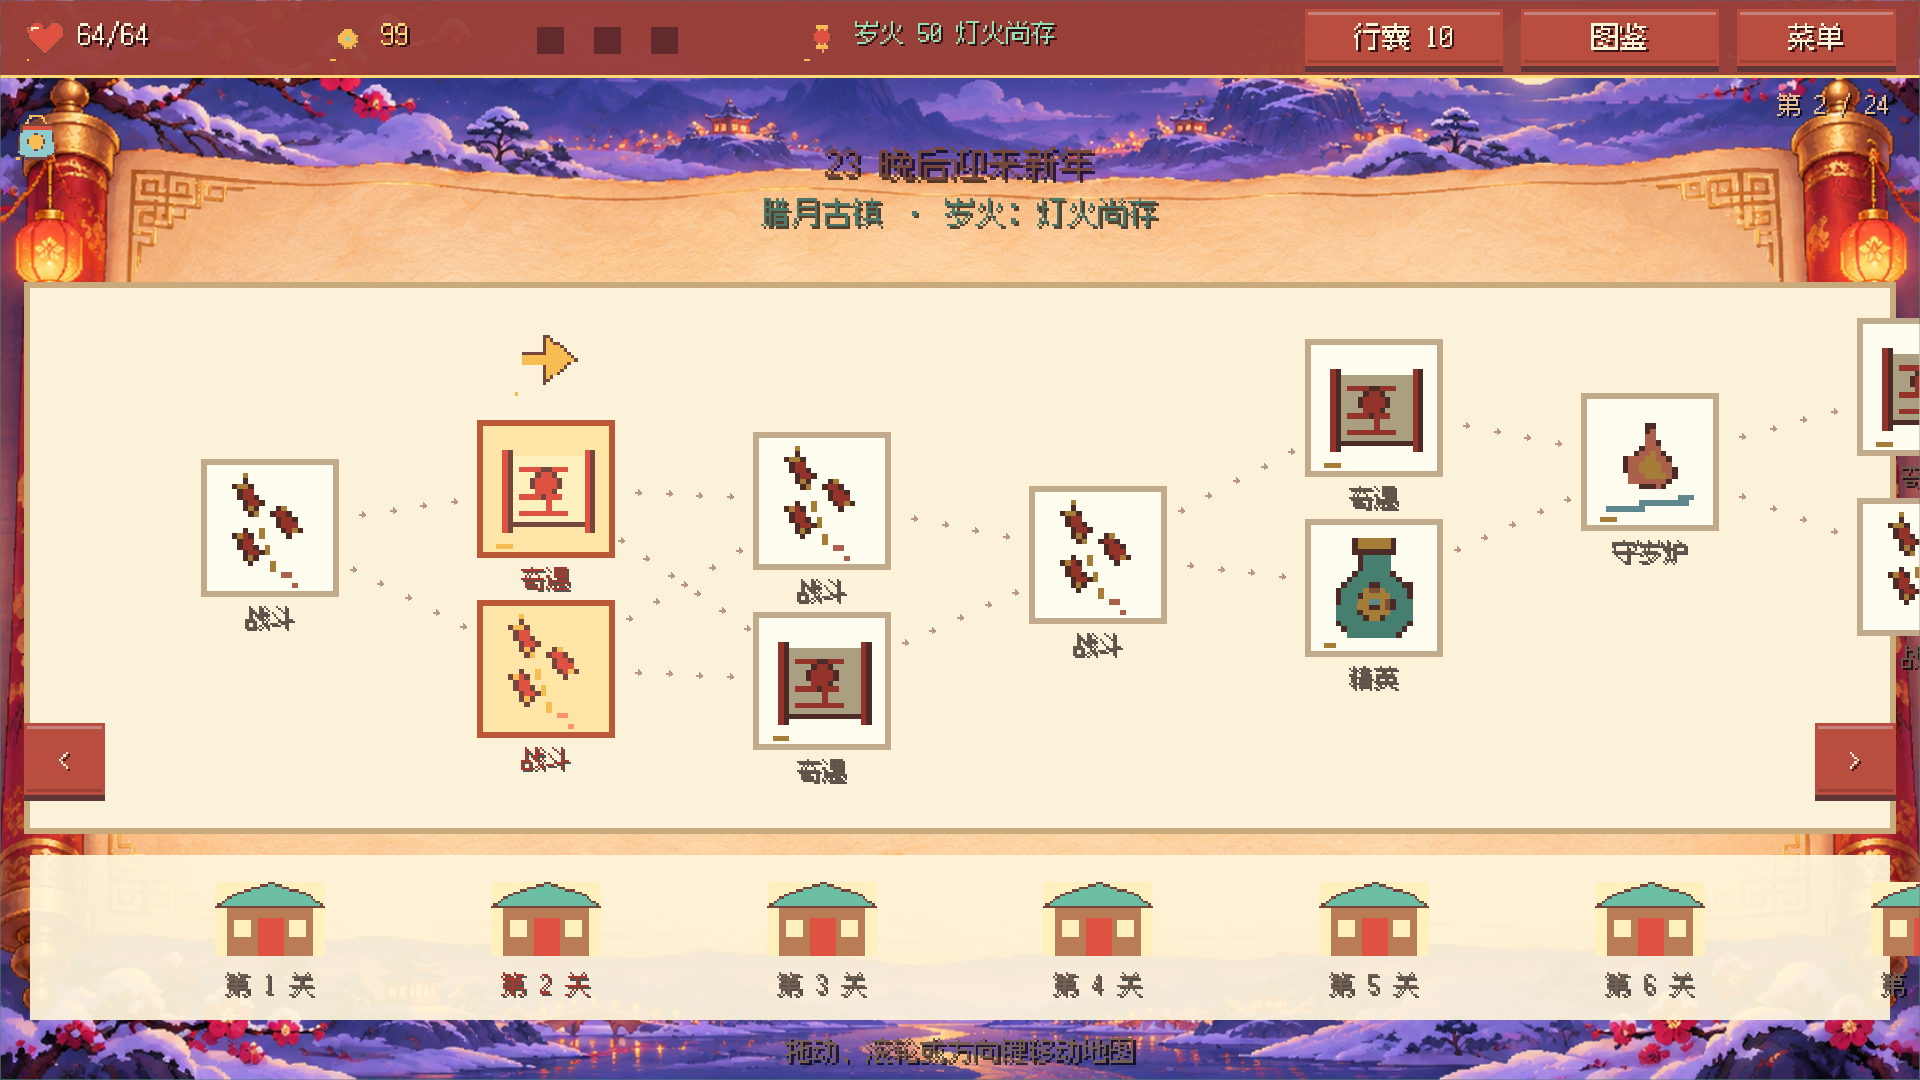 64/64
99
岁火 50 灯火尚存
行囊 10
图鉴
菜单
第 2 / 24
23 晚后迎来新年
腊月古镇 · 岁火: 灯火尚存
奇遇
守岁炉
战斗
奇遇
战斗
战斗
战斗
精英
战斗
奇遇
‹
›
第 1 关
第 2 关
第 3 关
第 4 关
第 5 关
第 6 关
第
拖动、滚轮或方向键移动地图